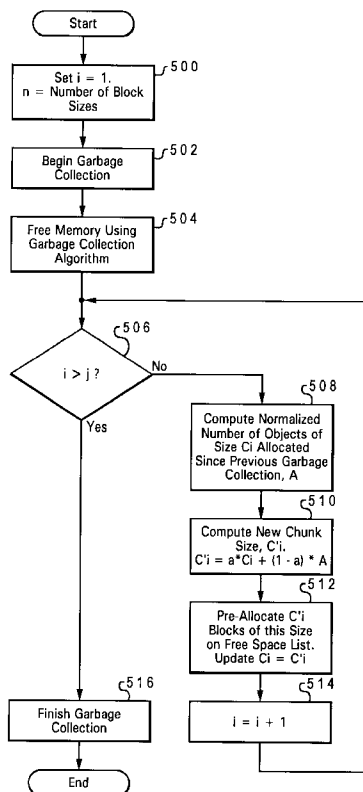 Start
500
Set i = 1.
n = Number of Block
Sizes
502
Begin Garbage
Collection
504
Free Memory Using
Garbage Collection
Algorithm
506
i > j ?
No
Yes
508
Compute Normalized
Number of Objects of
Size Ci Allocated
Since Previous Garbage
Collection, A
510
Compute New Chunk
Size, C'i.
C'i = a*Ci + (1 - a) * A
512
Pre-Allocate C'i
Blocks of this Size
on Free Space List.
Update Ci = C'i
514
i = i + 1
516
Finish Garbage
Collection
End